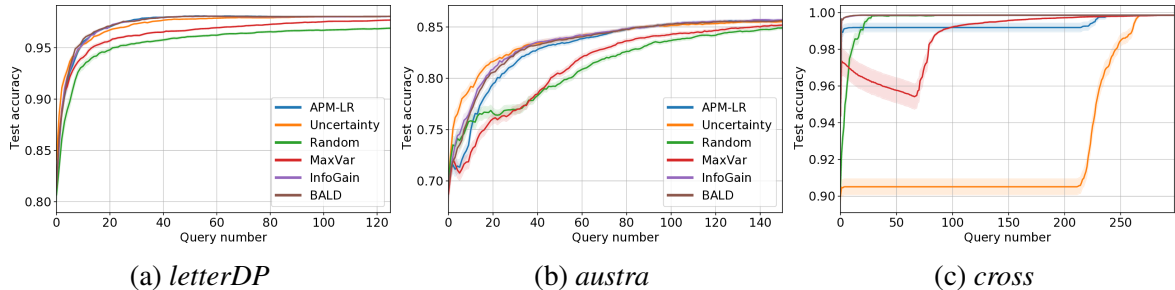 Test accuracy
0.95
0.90
0.85
0.80
0 20 40 60 80 100 120
Query number
APM-LR
Uncertainty
Random
MaxVar
InfoGain
BALD
(a) letterDP
Test accuracy
0.85
0.80
0.75
0.70
0 20 40 60 80 100 120 140
Query number
APM-LR
Uncertainty
Random
MaxVar
InfoGain
BALD
(b) austra
Test accuracy
1.00
0.98
0.96
0.94
0.92
0.90
0 50 100 150 200 250
Query number
(c) cross